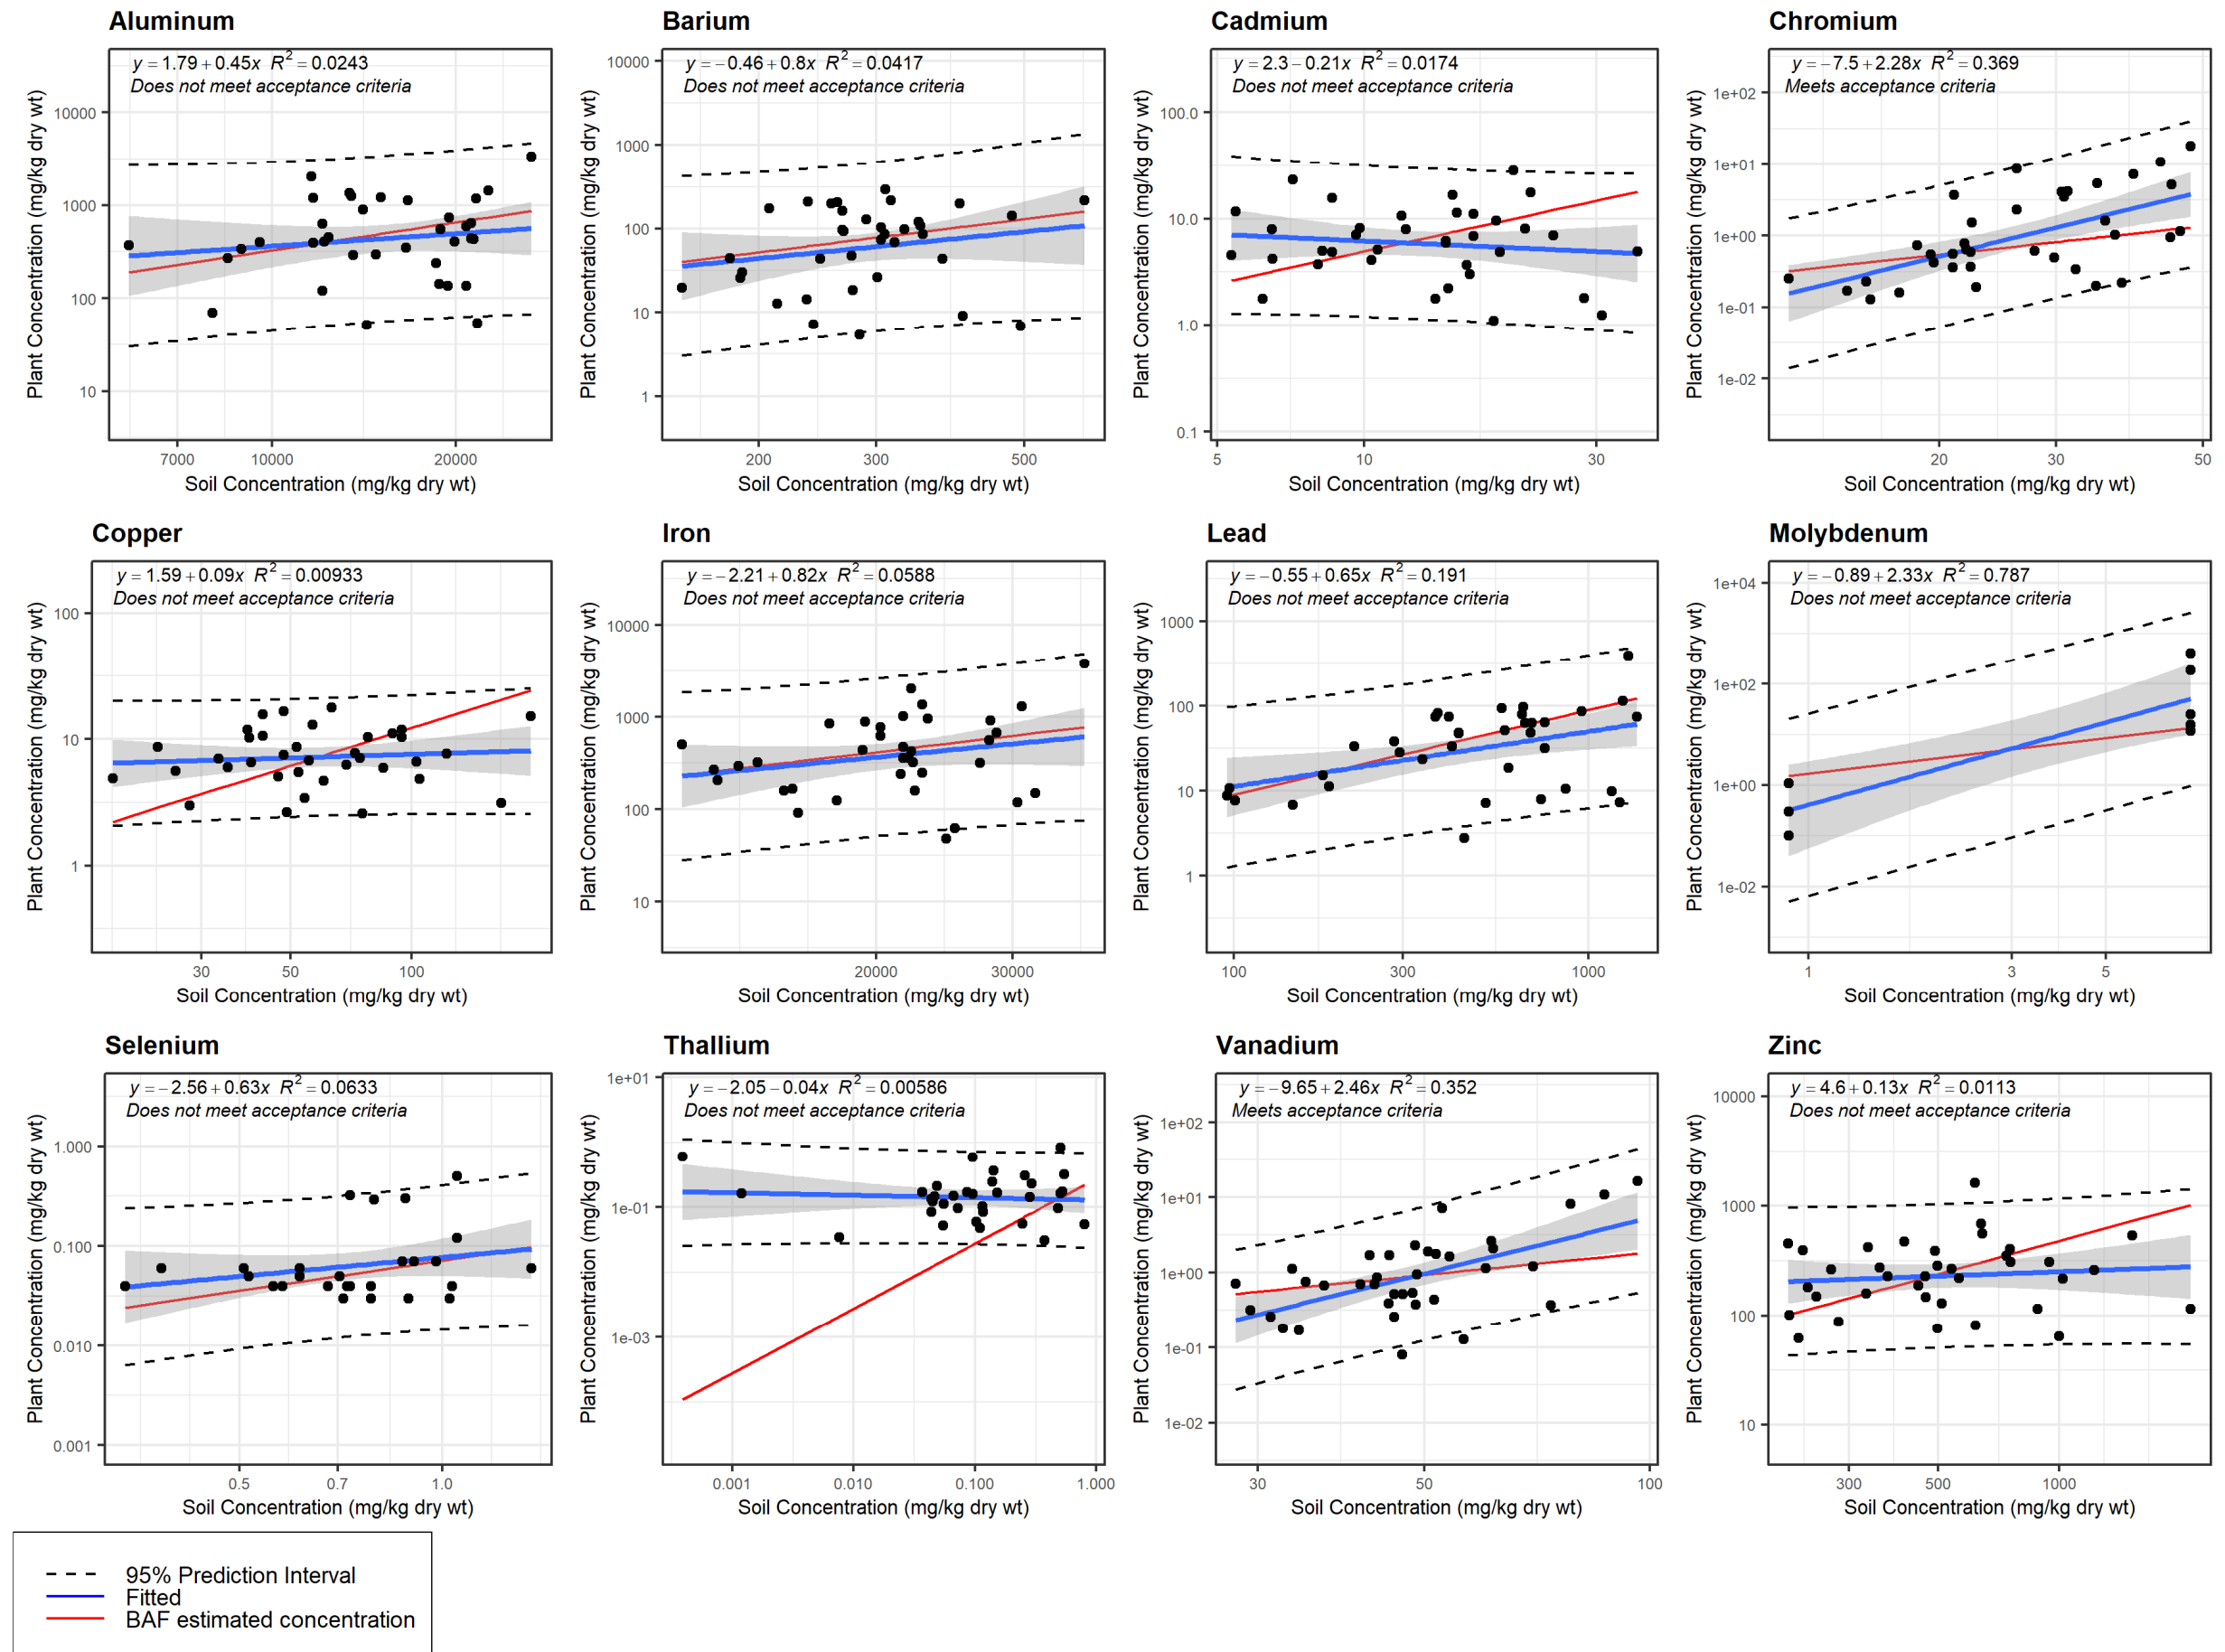 Aluminum
y = 1.79 + 0.45x R² = 0.0243
Does not meet acceptance criteria
Plant Concentration (mg/kg dry wt)
10000
1000
100
10
7000 10000 20000
Soil Concentration (mg/kg dry wt)
Barium
y = −0.46 + 0.8x R² = 0.0417
Does not meet acceptance criteria
Plant Concentration (mg/kg dry wt)
10000
1000
100
10
1
200 300 500
Soil Concentration (mg/kg dry wt)
Cadmium
y = 2.3 − 0.21x R² = 0.0174
Does not meet acceptance criteria
Plant Concentration (mg/kg dry wt)
100.0
10.0
1.0
0.1
5 10 30
Soil Concentration (mg/kg dry wt)
Chromium
y = −7.5 + 2.28x R² = 0.369
Meets acceptance criteria
Plant Concentration (mg/kg dry wt)
1e+02
1e+01
1e+00
1e-01
1e-02
20 30 50
Soil Concentration (mg/kg dry wt)
Copper
y = 1.59 + 0.09x R² = 0.00933
Does not meet acceptance criteria
Plant Concentration (mg/kg dry wt)
100
10
1
30 50 100
Soil Concentration (mg/kg dry wt)
Iron
y = −2.21 + 0.82x R² = 0.0588
Does not meet acceptance criteria
Plant Concentration (mg/kg dry wt)
10000
1000
100
10
20000 30000
Soil Concentration (mg/kg dry wt)
Lead
y = −0.55 + 0.65x R² = 0.191
Does not meet acceptance criteria
Plant Concentration (mg/kg dry wt)
1000
100
10
1
100 300 1000
Soil Concentration (mg/kg dry wt)
Molybdenum
y = −0.89 + 2.33x R² = 0.787
Does not meet acceptance criteria
Plant Concentration (mg/kg dry wt)
1e+04
1e+02
1e+00
1e-02
1 3 5
Soil Concentration (mg/kg dry wt)
Selenium
y = −2.56 + 0.63x R² = 0.0633
Does not meet acceptance criteria
Plant Concentration (mg/kg dry wt)
1.000
0.100
0.010
0.001
0.5 0.7 1.0
Soil Concentration (mg/kg dry wt)
Thallium
y = −2.05 − 0.04x R² = 0.00586
Does not meet acceptance criteria
Plant Concentration (mg/kg dry wt)
1e+01
1e-01
1e-03
0.001 0.010 0.100 1.000
Soil Concentration (mg/kg dry wt)
Vanadium
y = −9.65 + 2.46x R² = 0.352
Meets acceptance criteria
Plant Concentration (mg/kg dry wt)
1e+02
1e+01
1e+00
1e-01
1e-02
30 50 100
Soil Concentration (mg/kg dry wt)
Zinc
y = 4.6 + 0.13x R² = 0.0113
Does not meet acceptance criteria
Plant Concentration (mg/kg dry wt)
10000
1000
100
10
300 500 1000
Soil Concentration (mg/kg dry wt)
95% Prediction Interval
Fitted
BAF estimated concentration